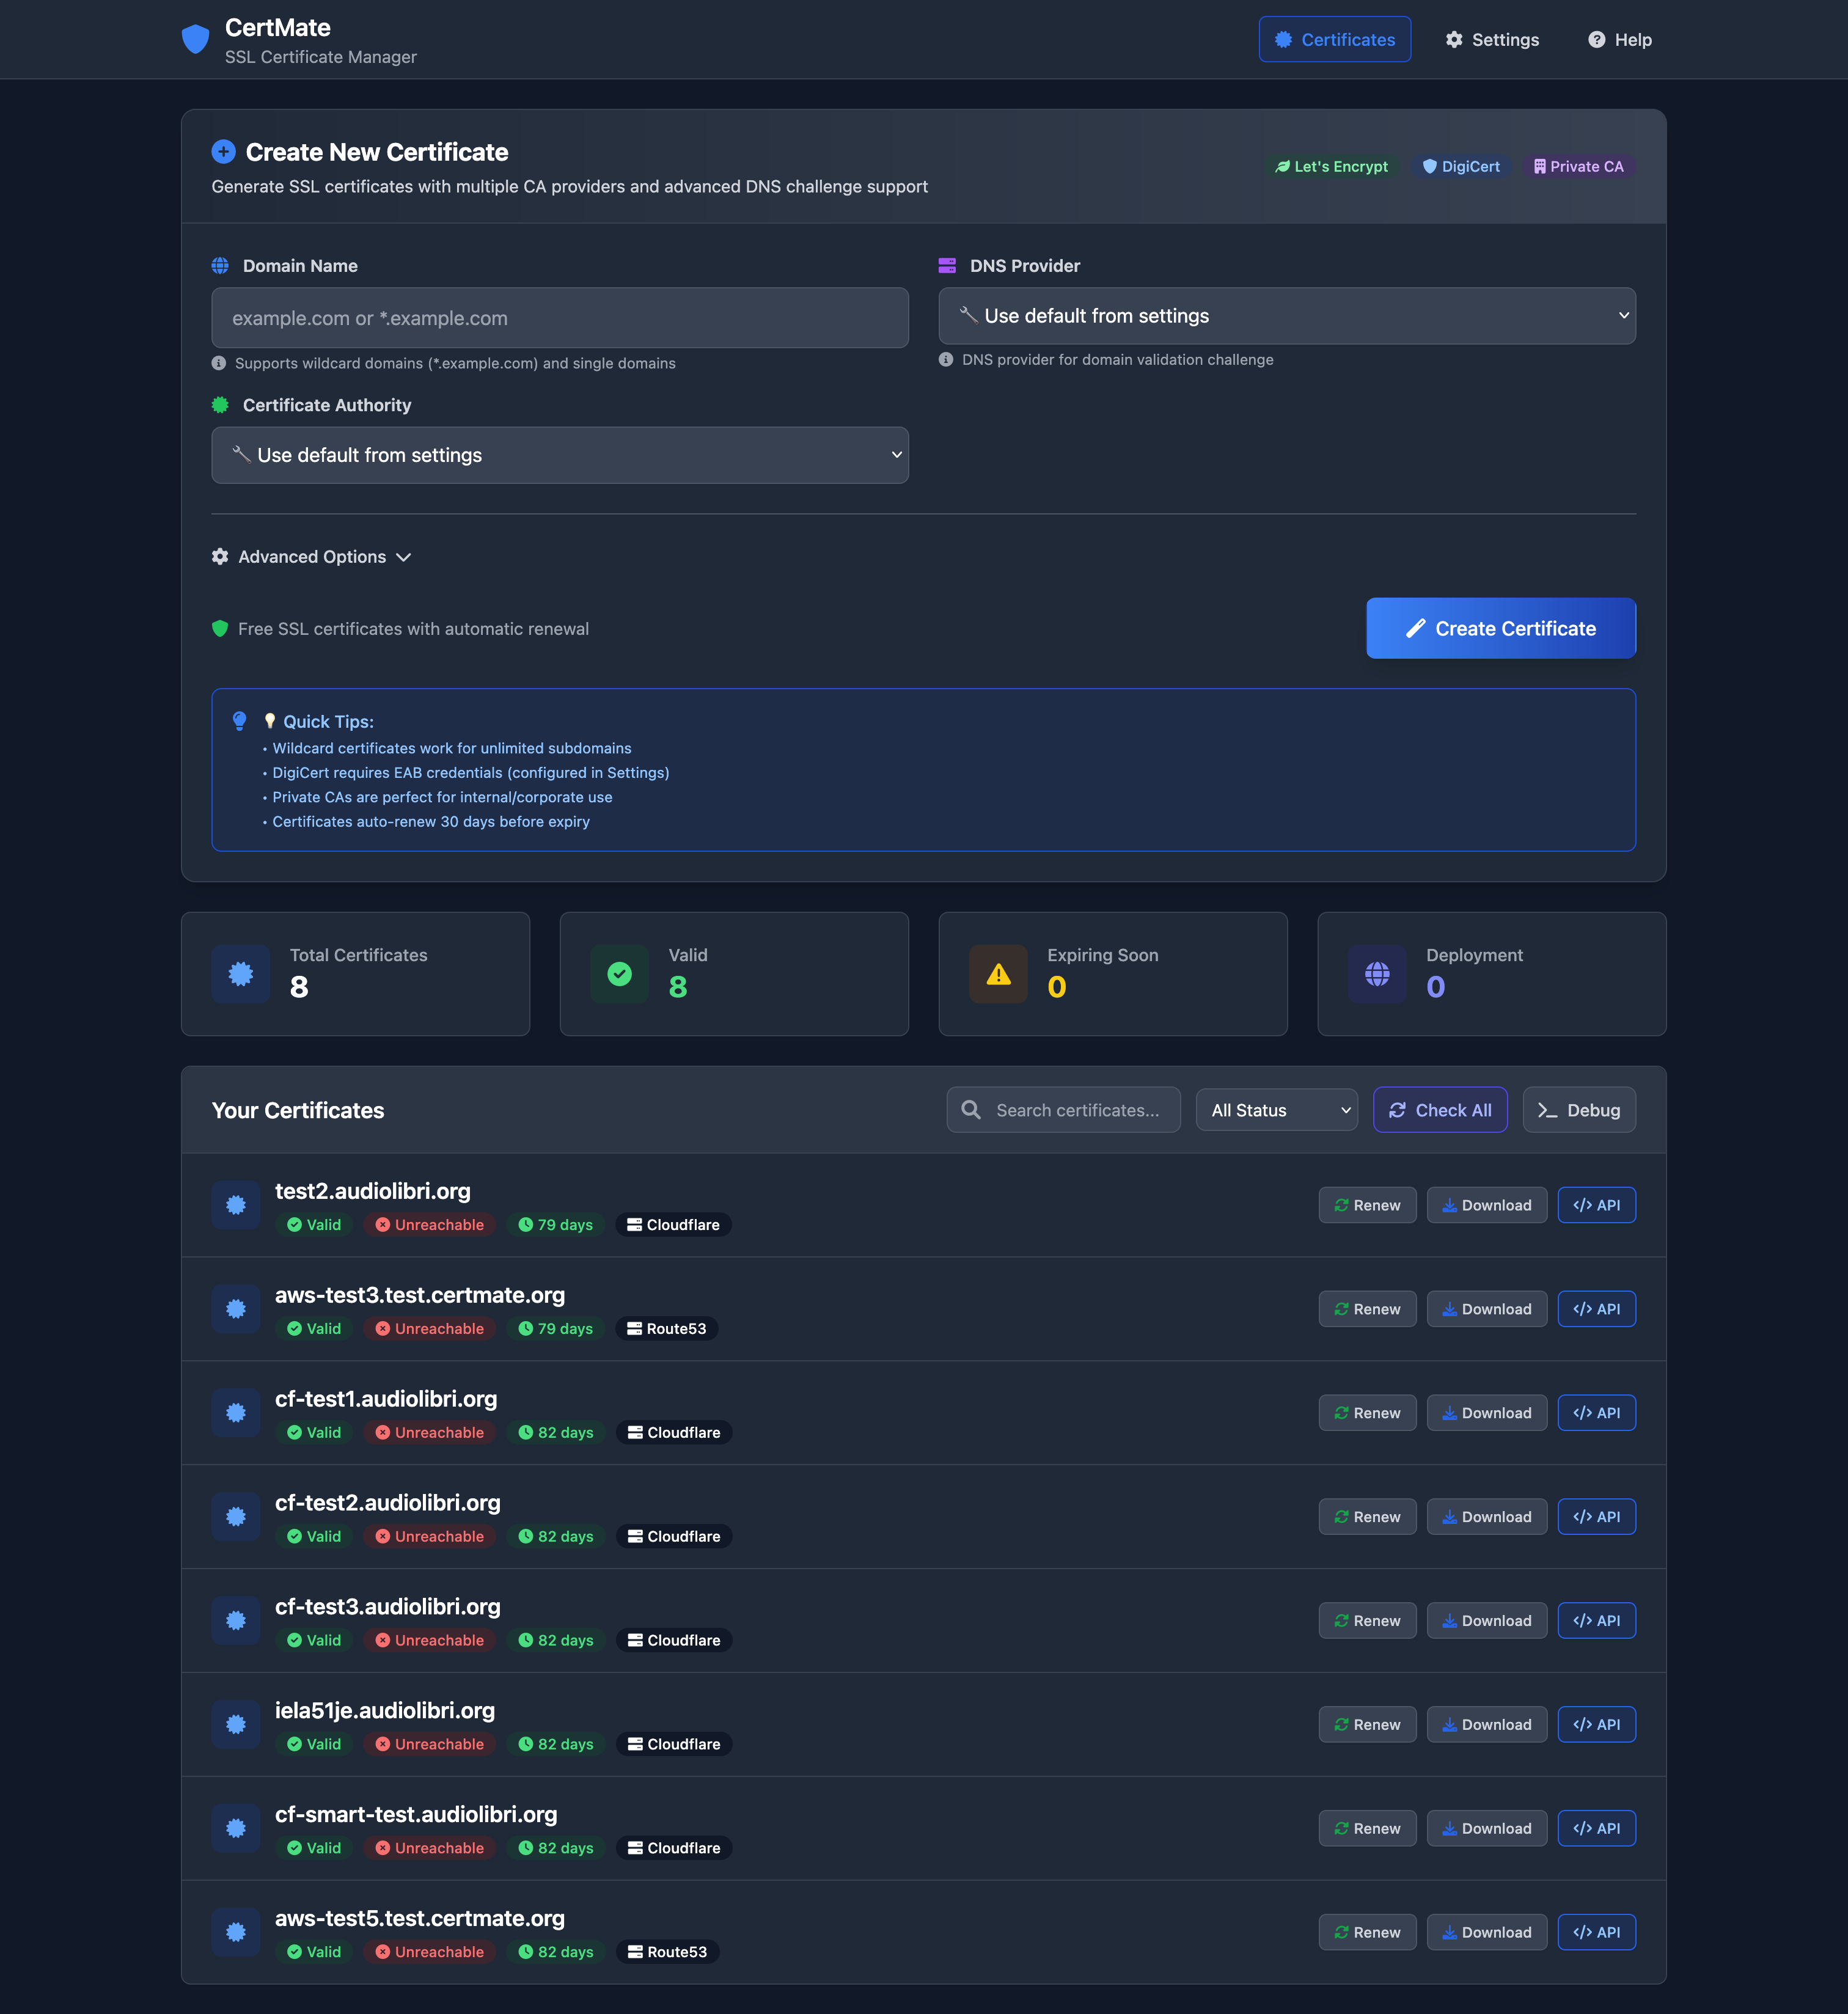 CertMate
SSL Certificate Manager
Certificates
Settings
Help
Create New Certificate
Generate SSL certificates with multiple CA providers and advanced DNS challenge support
Let's Encrypt
DigiCert
Private CA
Domain Name
example.com or *.example.com
Supports wildcard domains (*.example.com) and single domains
DNS Provider
Use default from settings
DNS provider for domain validation challenge
Certificate Authority
Use default from settings
Advanced Options
Free SSL certificates with automatic renewal
Create Certificate
Quick Tips:
• Wildcard certificates work for unlimited subdomains
• DigiCert requires EAB credentials (configured in Settings)
• Private CAs are perfect for internal/corporate use
• Certificates auto-renew 30 days before expiry
Total Certificates
8
Valid
8
Expiring Soon
0
Deployment
0
Your Certificates
Search certificates...
All Status
Check All
Debug
test2.audiolibri.org
Valid Unreachable 79 days Cloudflare
Renew Download </> API
aws-test3.test.certmate.org
Valid Unreachable 79 days Route53
Renew Download </> API
cf-test1.audiolibri.org
Valid Unreachable 82 days Cloudflare
Renew Download </> API
cf-test2.audiolibri.org
Valid Unreachable 82 days Cloudflare
Renew Download </> API
cf-test3.audiolibri.org
Valid Unreachable 82 days Cloudflare
Renew Download </> API
iela51je.audiolibri.org
Valid Unreachable 82 days Cloudflare
Renew Download </> API
cf-smart-test.audiolibri.org
Valid Unreachable 82 days Cloudflare
Renew Download </> API
aws-test5.test.certmate.org
Valid Unreachable 82 days Route53
Renew Download </> API